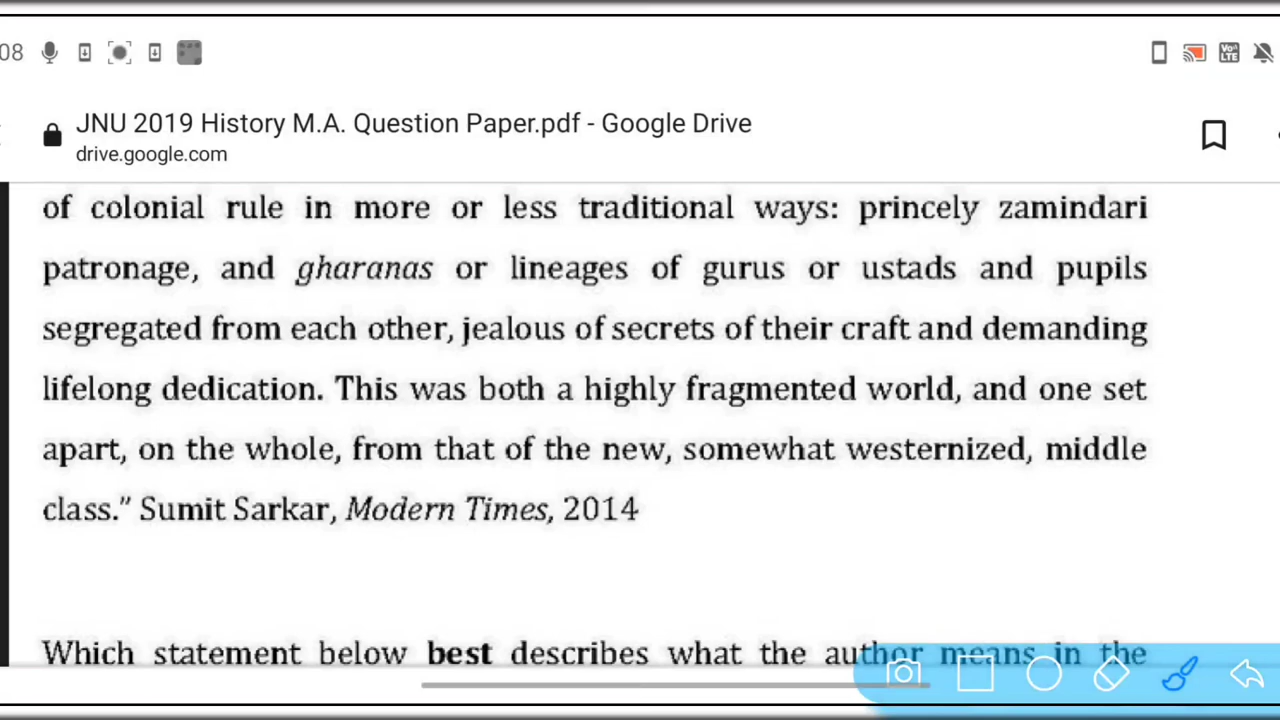 08
JNU 2019 History M.A. Question Paper.pdf - Google Drive
drive.google.com
of colonial rule in more or less traditional ways: princely zamindari
patronage, and gharanas or lineages of gurus or ustads and pupils
segregated from each other, jealous of secrets of their craft and demanding
lifelong dedication. This was both a highly fragmented world, and one set
apart, on the whole, from that of the new, somewhat westernized, middle
class." Sumit Sarkar, Modern Times, 2014
Which statement below best describes what the author means in the